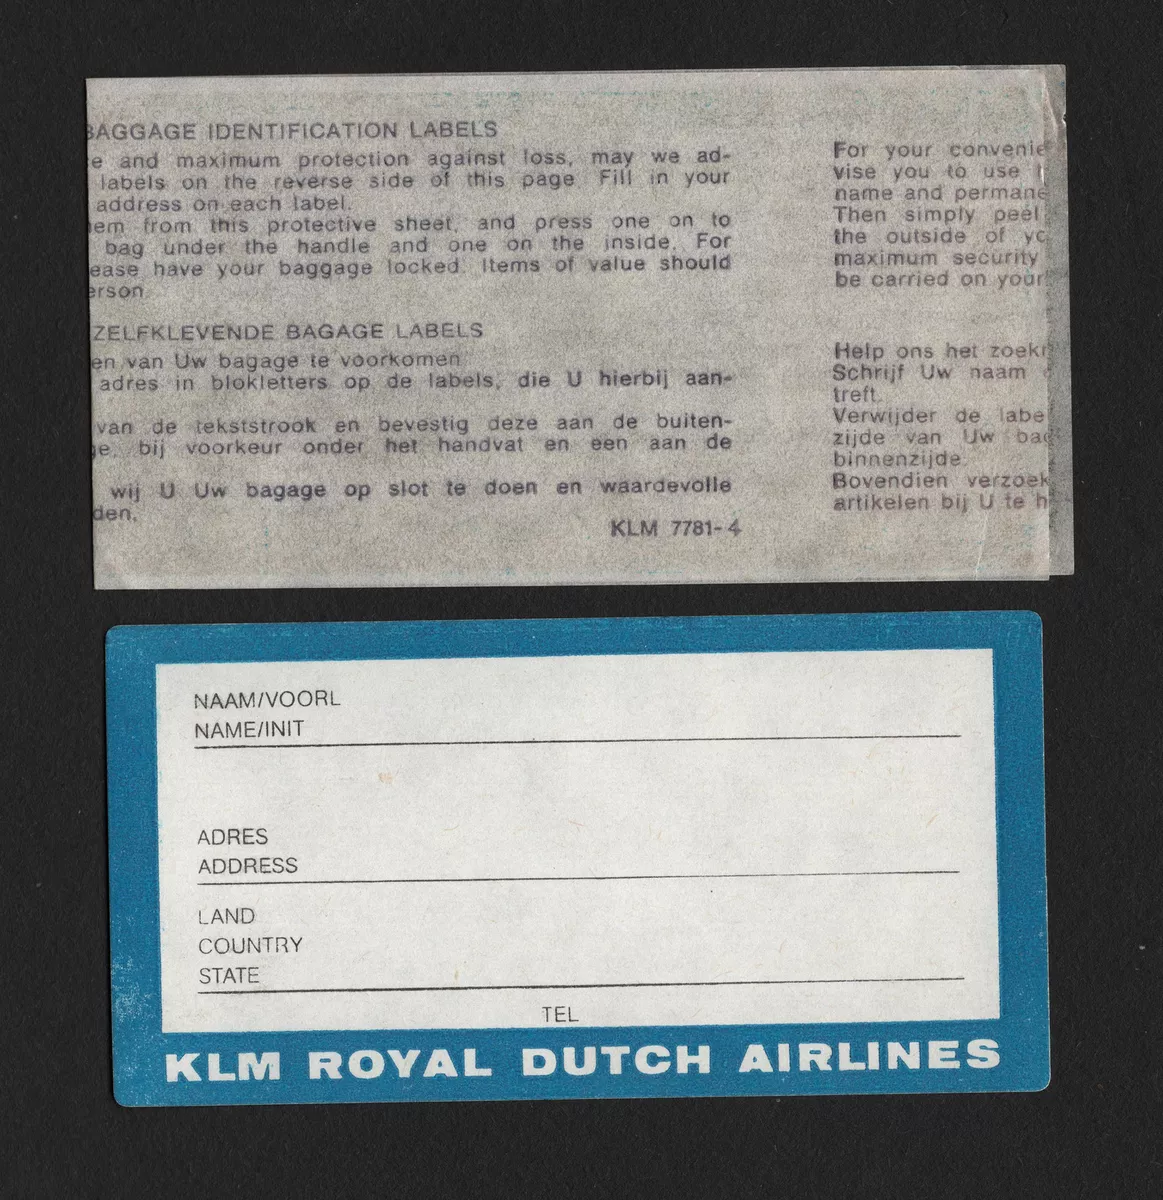 BAGGAGE IDENTIFICATION LABELS
e and maximum protection against loss, may we ad-
labels on the reverse side of this page Fill in your
address on each label.
em from this protective sheet, and press one on to
bag under the handle and one on the inside. For
ease have your baggage locked. Items of value should
erson
ZELFKLEVENDE BAGAGE LABELS
en van Uw bagage te voorkomen
adres in blokletters op de labels, die U hierbij aan-
van de tekststrook en bevestig deze aan de buiten-
ge, bij voorkeur onder het handvat en een aan de
wij U Uw bagage op slot te doen en waardevolle
den.
KLM 7781-4
For your convenie
vise you to use
name and permane
Then simply peel
the outside of yo
maximum security
be carried on your
Help ons het zoekr
Schrijf Uw naam
treft.
Verwijder de labe
zijde van Uw bag
binnenzijde.
Bovendien verzoek
artikelen bij U te h
NAAM/VOORL
NAME/INIT
ADRES
ADDRESS
LAND
COUNTRY
STATE
TEL
KLM ROYAL DUTCH AIRLINES